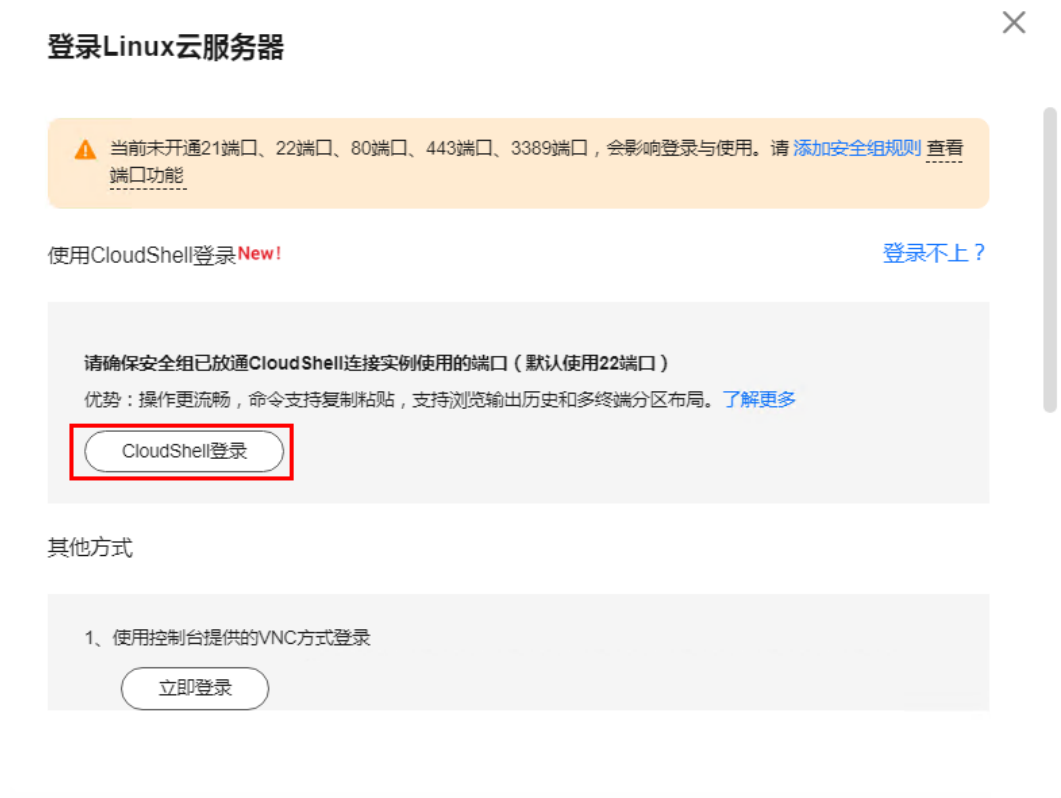 登录Linux云服务器
当前未开通21端口、22端口、80端口、443端口、3389端口，会影响登录与使用。请 添加安全组规则 查看
端口功能
使用CloudShell登录New!
登录不上？
请确保安全组已放通CloudShell连接实例使用的端口（默认使用22端口）
优势：操作更流畅，命令支持复制粘贴，支持浏览输出历史和多终端分区布局。了解更多
CloudShell登录
其他方式
1、使用控制台提供的VNC方式登录
立即登录